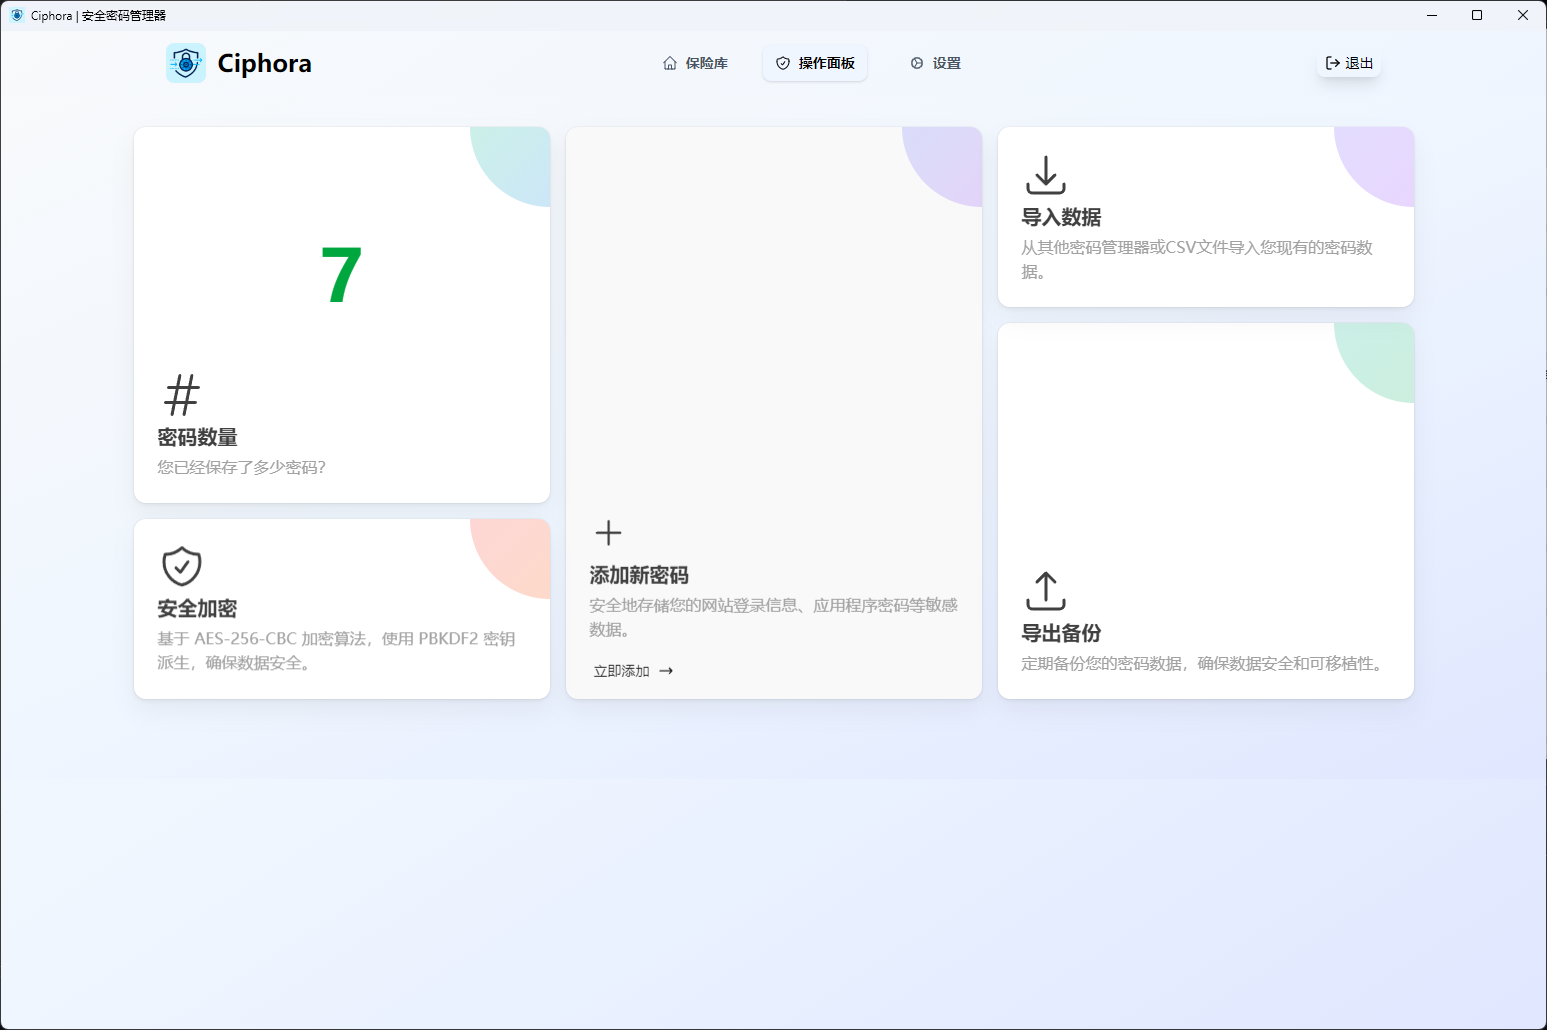 Ciphora | 安全密码管理器
Ciphora
保险库
操作面板
设置
退出
7
密码数量
您已经保存了多少密码?
安全加密
基于 AES-256-CBC 加密算法，使用 PBKDF2 密钥
派生，确保数据安全。
添加新密码
安全地存储您的网站登录信息、应用程序密码等敏感
数据。
立即添加 →
导入数据
从其他密码管理器或CSV文件导入您现有的密码数
据。
导出备份
定期备份您的密码数据，确保数据安全和可移植性。